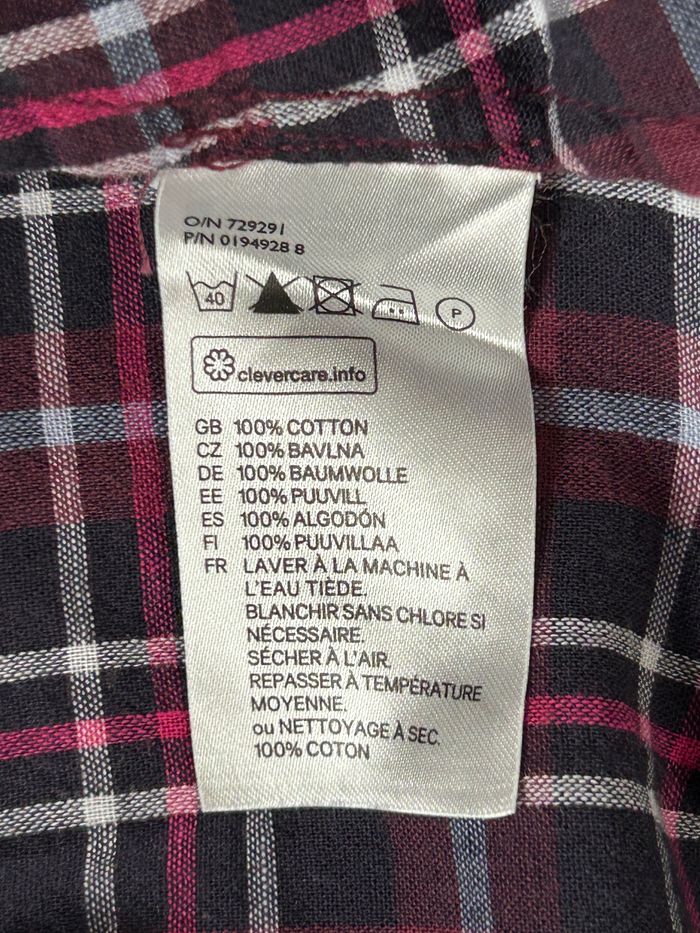 O/N 729291
P/N 0194928 8
40 P
clevercare.info
GB 100% COTTON
CZ 100% BAVLNA
DE 100% BAUMWOLLE
EE 100% PUUVILL
ES 100% ALGODÓN
FI 100% PUUVILLAA
FR LAVER À LA MACHINE À
L'EAU TIÈDE.
BLANCHIR SANS CHLORE SI
NÉCESSAIRE.
SÉCHER À L'AIR.
REPASSER À TEMPÉRATURE
MOYENNE.
ou NETTOYAGE À SEC.
100% COTON